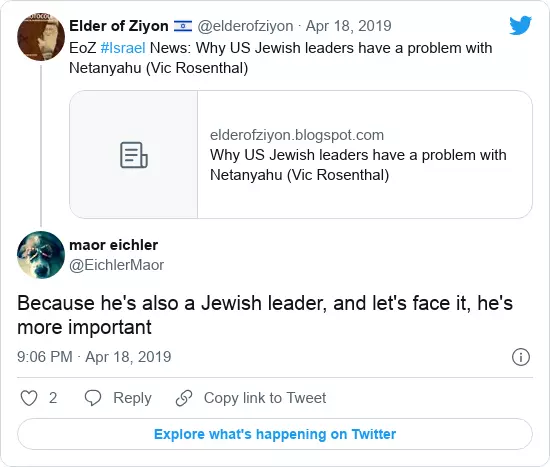 Elder of Ziyon 🇮🇱 @elderofziyon · Apr 18, 2019
EoZ #Israel News: Why US Jewish leaders have a problem with
Netanyahu (Vic Rosenthal)
elderofziyon.blogspot.com
Why US Jewish leaders have a problem with
Netanyahu (Vic Rosenthal)
maor eichler
@EichlerMaor
Because he's also a Jewish leader, and let's face it, he's
more important
9:06 PM · Apr 18, 2019
2 Reply Copy link to Tweet
Explore what's happening on Twitter